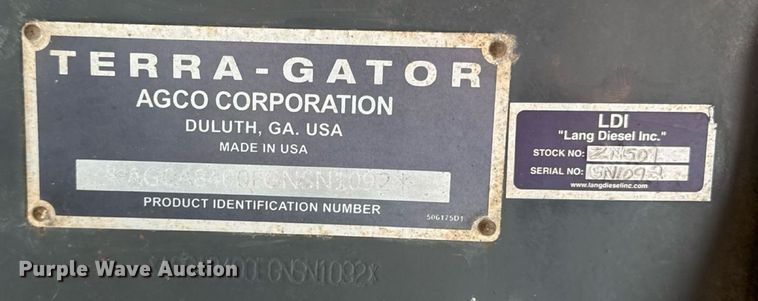 TERRA-GATOR
AGCO CORPORATION
DULUTH, GA. USA
MADE IN USA
PRODUCT IDENTIFICATION NUMBER
506175D1
LDI
"Lang Diesel Inc."
STOCK NO:
SERIAL NO: SN1092
www.langdieselinc.com
Purple Wave Auction